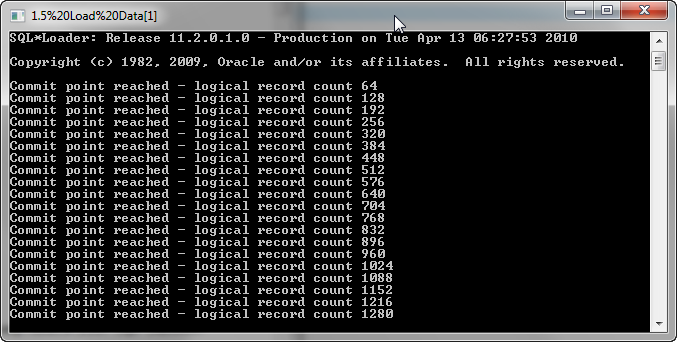 1.5%20Load%20Data[1]
SQL*Loader: Release 11.2.0.1.0 - Production on Tue Apr 13 06:27:53 2010
Copyright (c) 1982, 2009, Oracle and/or its affiliates.  All rights reserved.
Commit point reached - logical record count 64
Commit point reached - logical record count 128
Commit point reached - logical record count 192
Commit point reached - logical record count 256
Commit point reached - logical record count 320
Commit point reached - logical record count 384
Commit point reached - logical record count 448
Commit point reached - logical record count 512
Commit point reached - logical record count 576
Commit point reached - logical record count 640
Commit point reached - logical record count 704
Commit point reached - logical record count 768
Commit point reached - logical record count 832
Commit point reached - logical record count 896
Commit point reached - logical record count 960
Commit point reached - logical record count 1024
Commit point reached - logical record count 1088
Commit point reached - logical record count 1152
Commit point reached - logical record count 1216
Commit point reached - logical record count 1280